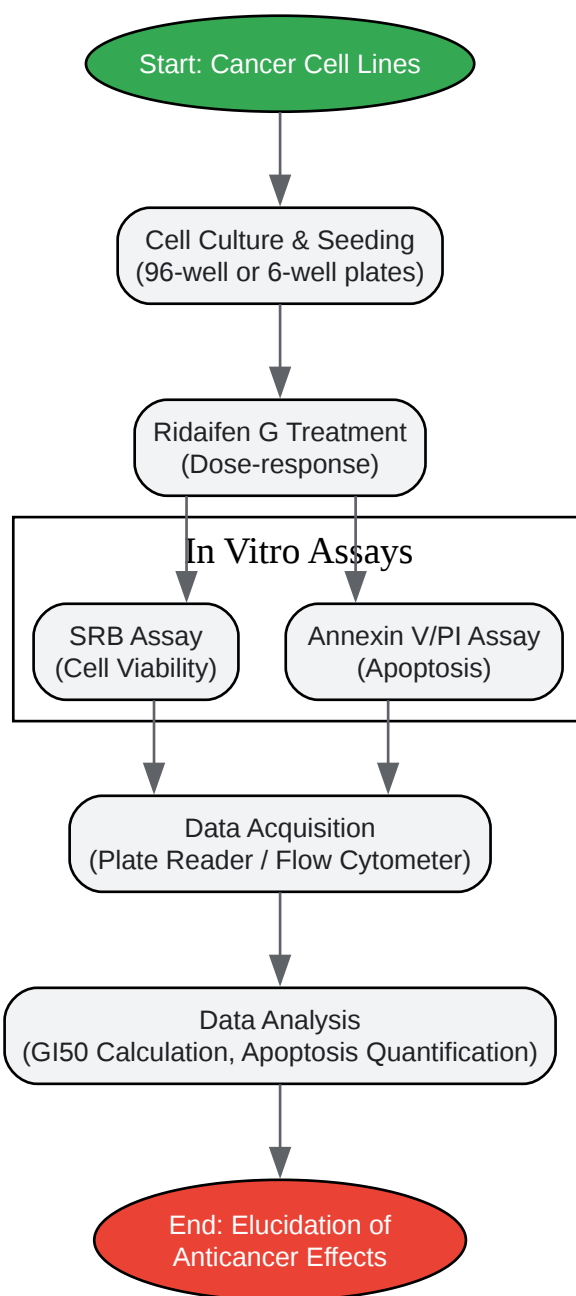 Start: Cancer Cell Lines
Cell Culture & Seeding
(96-well or 6-well plates)
Ridaifen G Treatment
(Dose-response)
In Vitro Assays
SRB Assay
(Cell Viability)
Annexin V/PI Assay
(Apoptosis)
Data Acquisition
(Plate Reader / Flow Cytometer)
Data Analysis
(GI50 Calculation, Apoptosis Quantification)
End: Elucidation of
Anticancer Effects